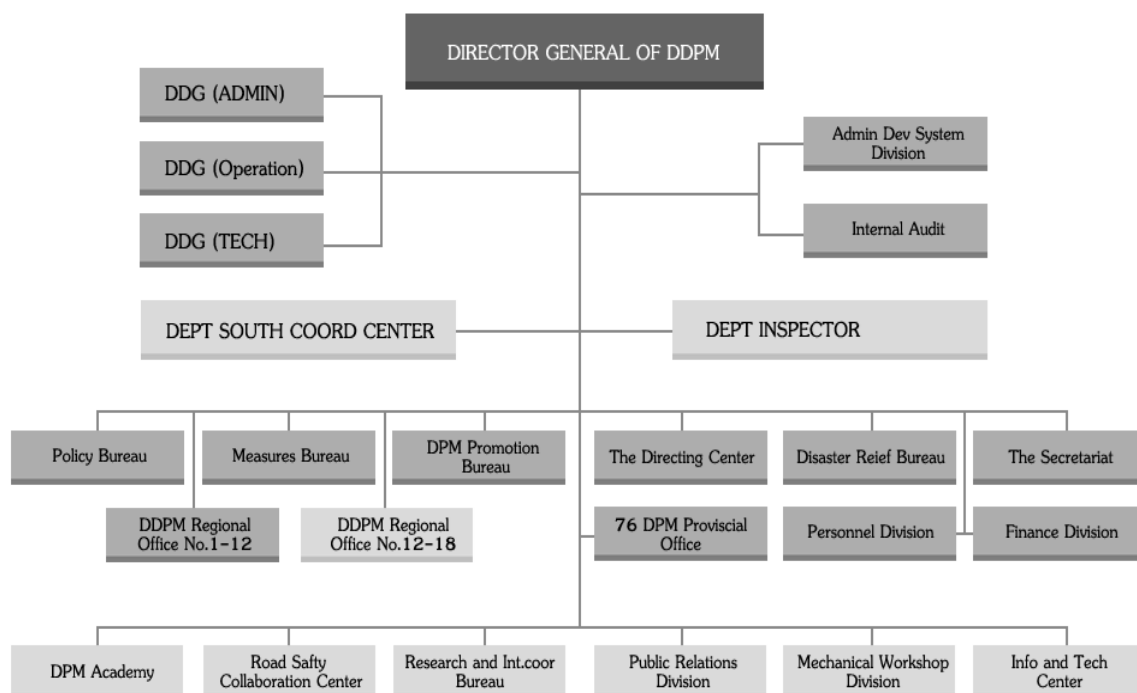 DIRECTOR GENERAL OF DDPM
DDG (ADMIN)
DDG (Operation)
DDG (TECH)
Admin Dev System
Division
Internal Audit
DEPT SOUTH COORD CENTER
DEPT INSPECTOR
Policy Bureau
Measures Bureau
DPM Promotion
Bureau
The Directing Center
Disaster Reief Bureau
The Secretariat
DDPM Regional
Office No.1-12
DDPM Regional
Office No.12-18
76 DPM Proviscial
Office
Personnel Division
Finance Division
DPM Academy
Road Safty
Collaboration Center
Research and Int.coor
Bureau
Public Relations
Division
Mechanical Workshop
Division
Info and Tech
Center